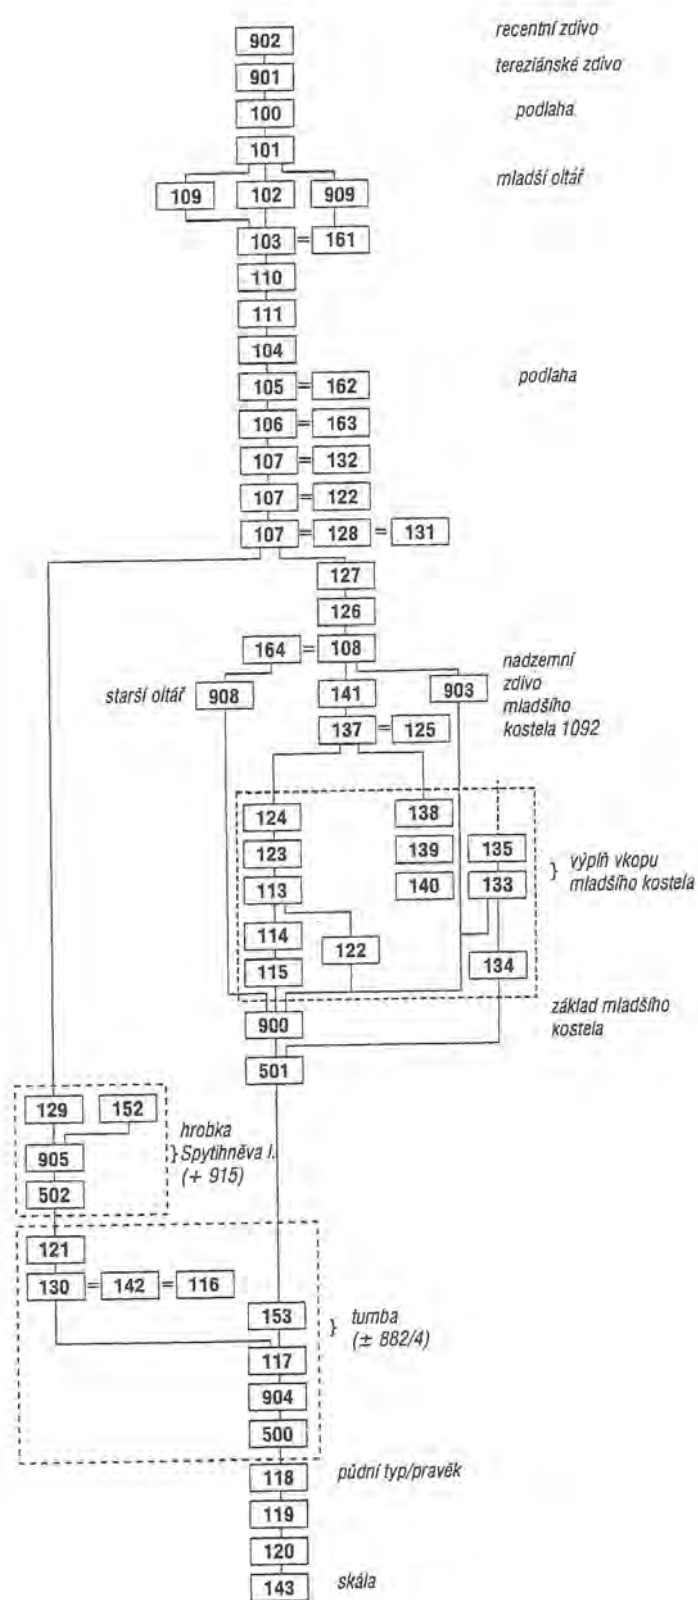 902 recentní zdivo
901 tereziánské zdivo
100 podlaha
101
109 102 909 mladší oltář
103 = 161
110
111
104
105 = 162 podlaha
106 = 163
107 = 132
107 = 122
107 = 128 = 131
127
126
164 = 108
starší oltář 908 141 903 nadzemní
zdivo
mladšího
kostela 1092
137 = 125
124 138
123 139 135
113 140 133
} výplň vkopu
mladšího kostela
114 122
115 134
900 základ mladšího
kostela
501
129 152
905
502
hrobka
} Spytihněva I.
(+ 915)
121
130 = 142 = 116
153 } tumba
(± 882/4)
117
904
500
118 půdní typ/pravěk
119
120
143 skála